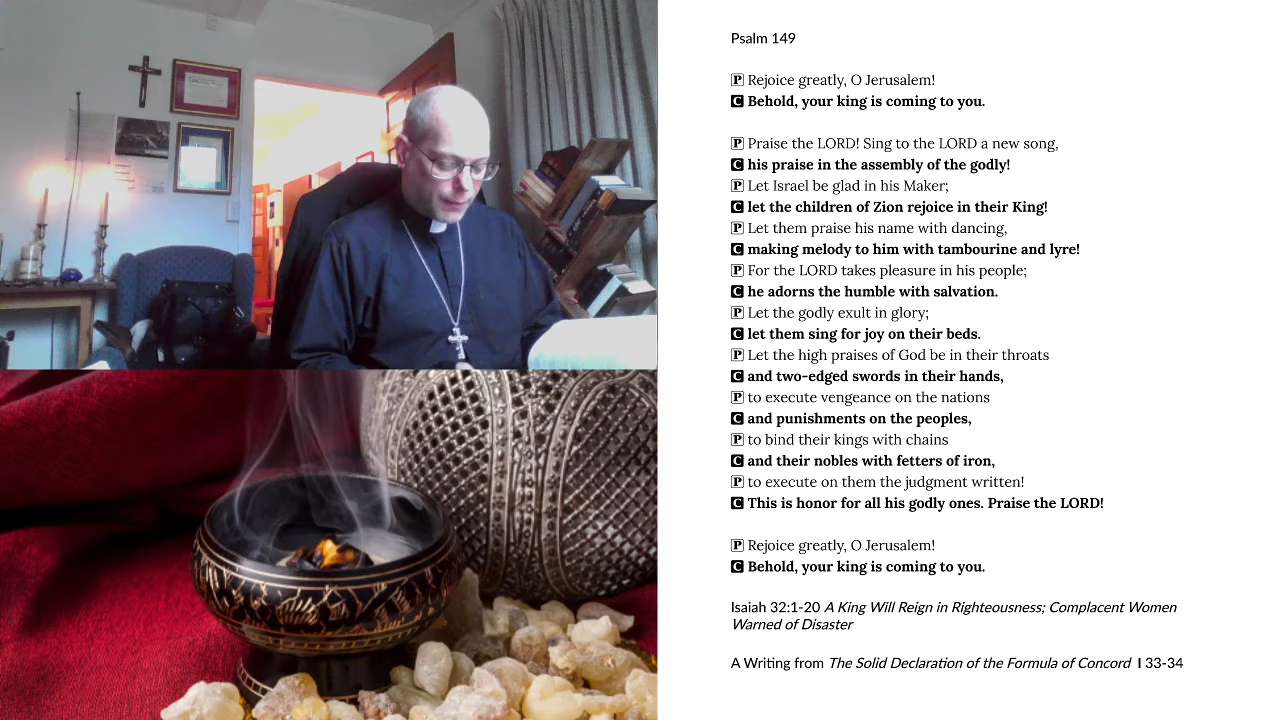 Psalm 149
P Rejoice greatly, O Jerusalem!
C Behold, your king is coming to you.
P Praise the LORD! Sing to the LORD a new song,
C his praise in the assembly of the godly!
P Let Israel be glad in his Maker;
C let the children of Zion rejoice in their King!
P Let them praise his name with dancing,
C making melody to him with tambourine and lyre!
P For the LORD takes pleasure in his people;
C he adorns the humble with salvation.
P Let the godly exult in glory;
C let them sing for joy on their beds.
P Let the high praises of God be in their throats
C and two-edged swords in their hands,
P to execute vengeance on the nations
C and punishments on the peoples,
P to bind their kings with chains
C and their nobles with fetters of iron,
P to execute on them the judgment written!
C This is honor for all his godly ones. Praise the LORD!
P Rejoice greatly, O Jerusalem!
C Behold, your king is coming to you.
Isaiah 32:1-20 A King Will Reign in Righteousness; Complacent Women
Warned of Disaster
A Writing from The Solid Declaration of the Formula of Concord I 33-34